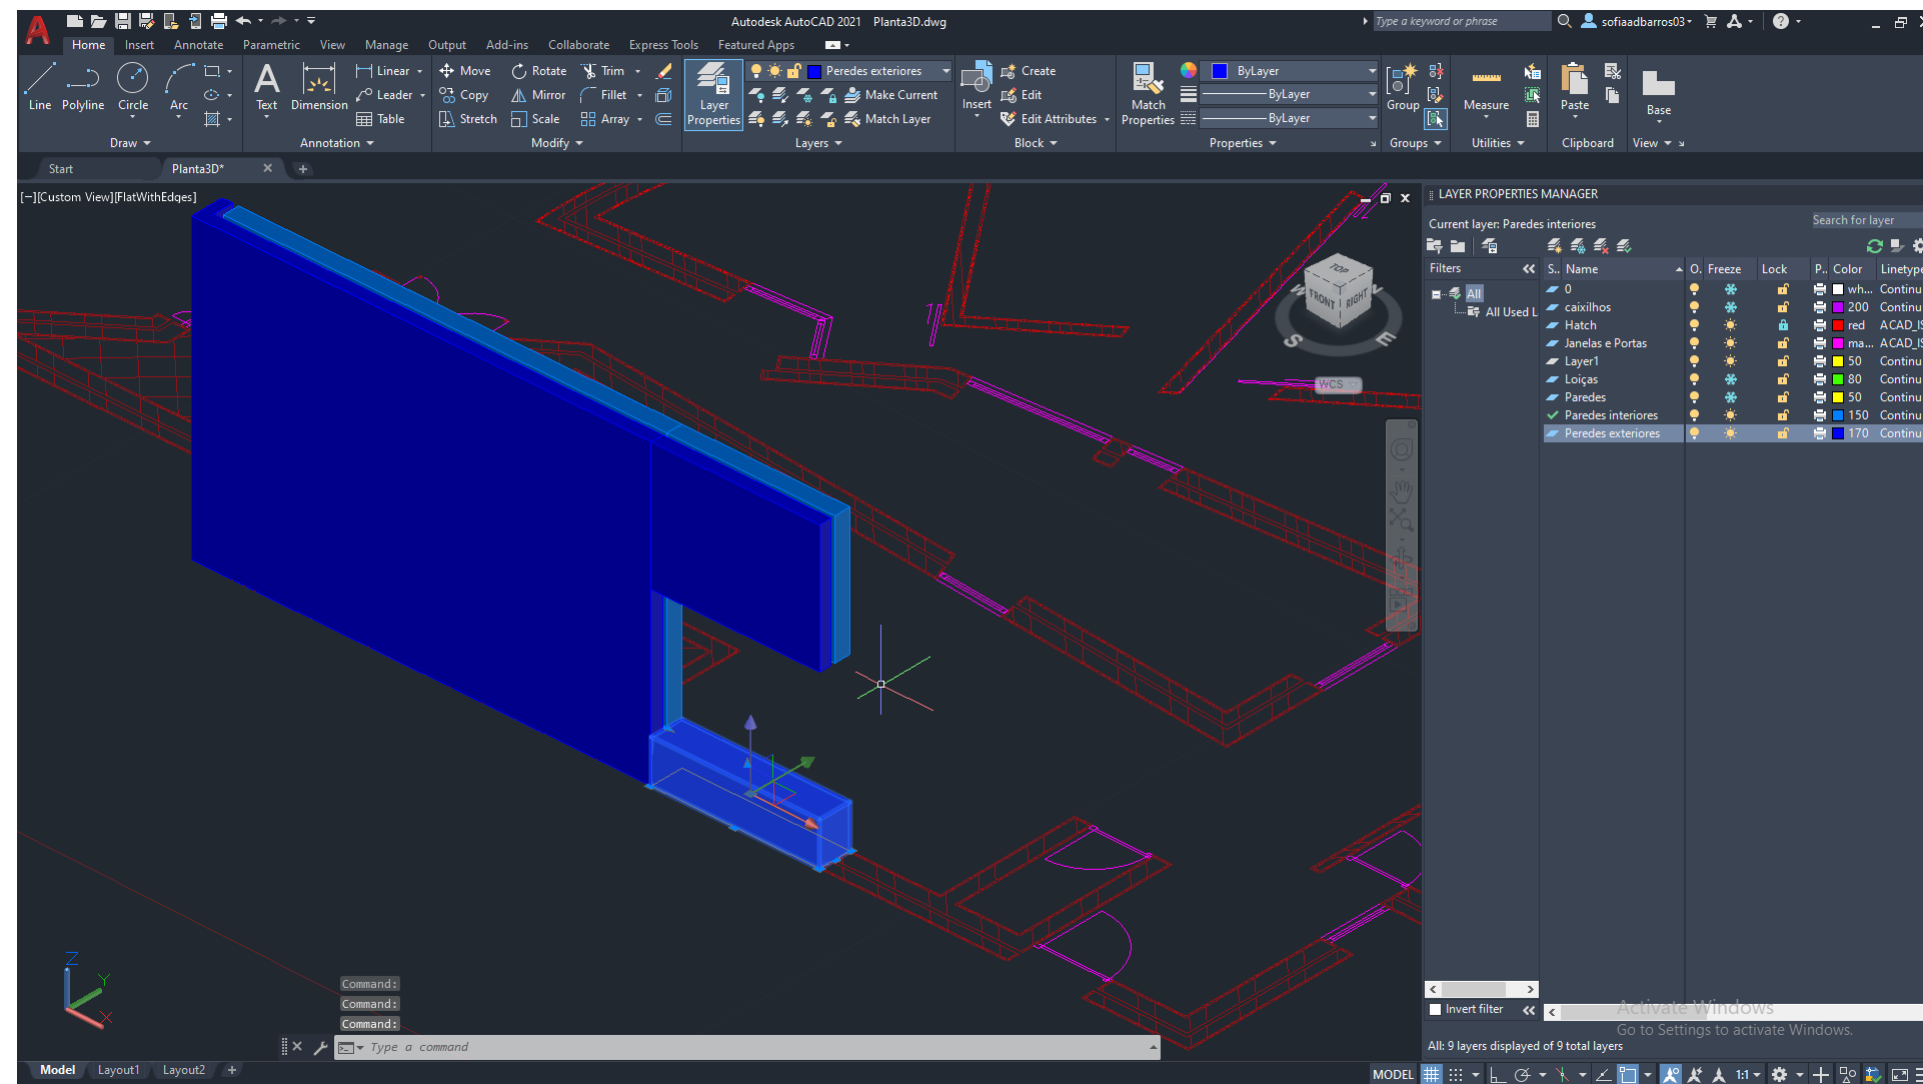 Autodesk AutoCAD 2021 Planta3D.dwg
Type a keyword or phrase
sofiaadbarros03
Home Insert Annotate Parametric View Manage Output Add-ins Collaborate Express Tools Featured Apps
Linear Move Rotate Trim Peredes exteriores Create ByLayer
Line Polyline Circle Arc Text Dimension Leader Copy Mirror Fillet Layer Properties Make Current Insert Edit Match Properties ByLayer Group Measure Paste Base
Table Stretch Scale Array Match Layer Edit Attributes ByLayer
Draw Annotation Modify Layers Block Properties Groups Utilities Clipboard View
Start Planta3D*
[−][Custom View][FlatWithEdges]
TOP
FRONT RIGHT
W
S E
WCS
LAYER PROPERTIES MANAGER
Current layer: Paredes interiores
Search for layer
Filters
All
All Used L
S.. Name O. Freeze Lock P.. Color Linetype
0 wh... Continu
caixilhos 200 Continu
Hatch red ACAD_IS
Janelas e Portas ma... ACAD_IS
Layer1 50 Continu
Loiças 80 Continu
Paredes 50 Continu
Paredes interiores 150 Continu
Peredes exteriores 170 Continu
Z
Y
X
Command:
Command:
Command:
Type a command
Invert filter
Activate Windows
Go to Settings to activate Windows.
All: 9 layers displayed of 9 total layers
Model Layout1 Layout2
MODEL 1:1